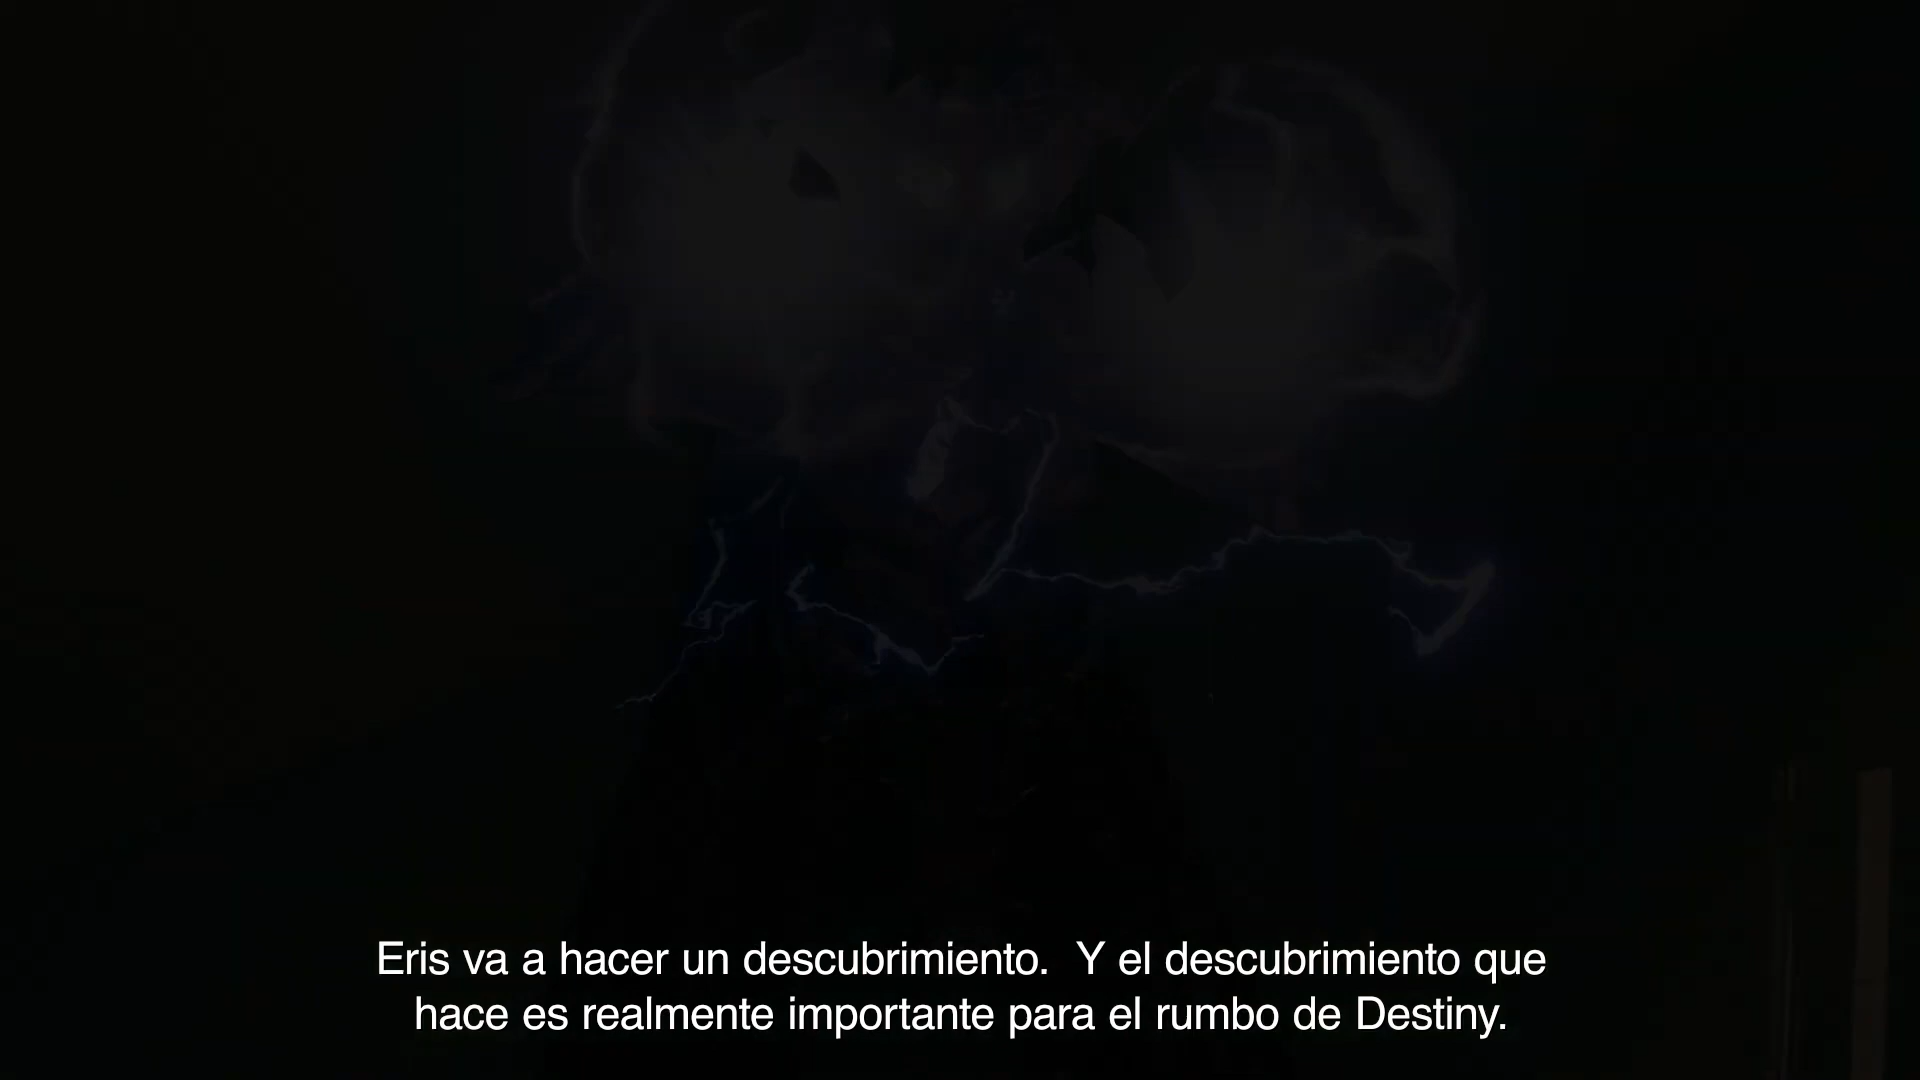 Eris va a hacer un descubrimiento.  Y el descubrimiento que
hace es realmente importante para el rumbo de Destiny.